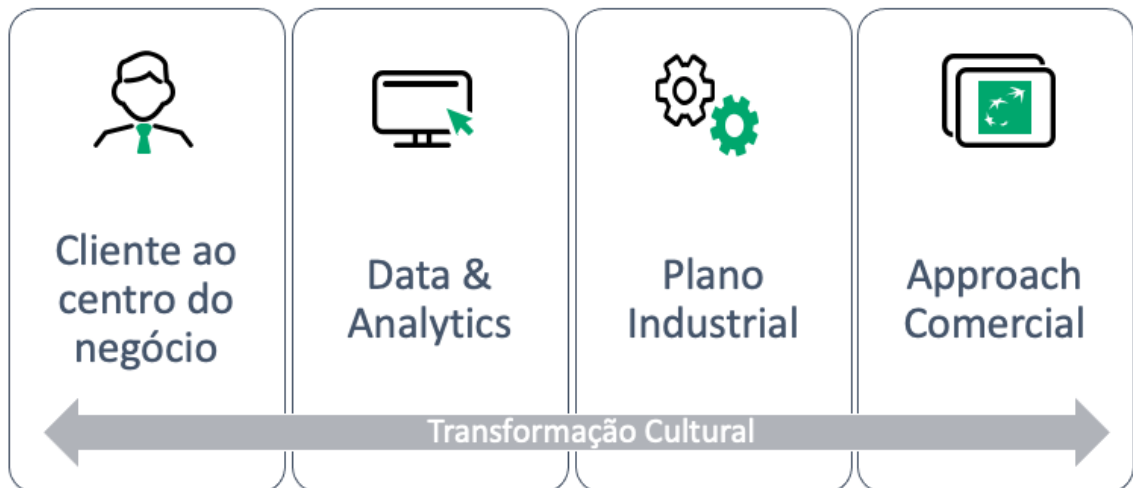 Cliente ao
centro do
negócio
Data &
Analytics
Plano
Industrial
Approach
Comercial
Transformação Cultural